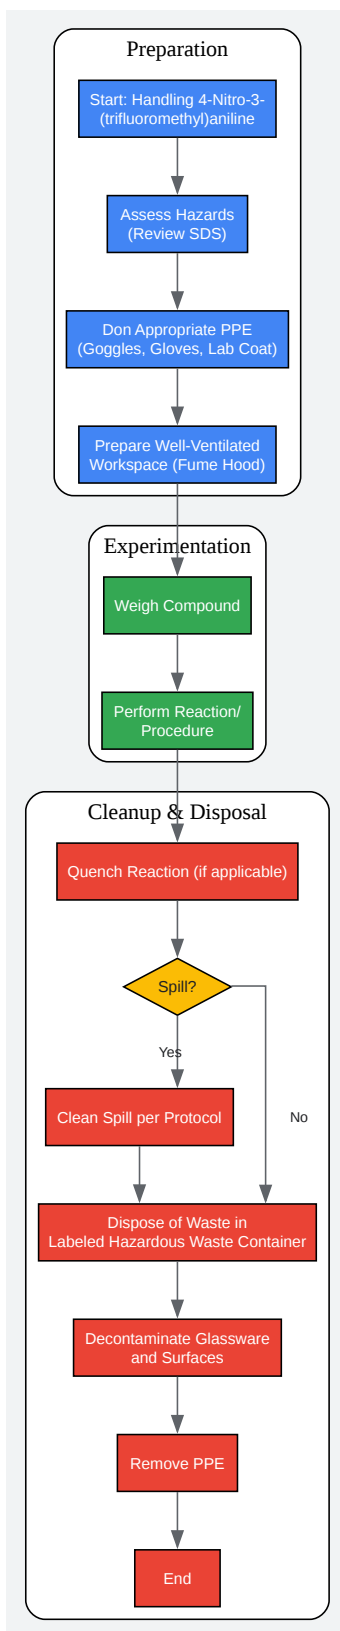 Preparation
Start: Handling 4-Nitro-3-
(trifluoromethyl)aniline
Assess Hazards
(Review SDS)
Don Appropriate PPE
(Goggles, Gloves, Lab Coat)
Prepare Well-Ventilated
Workspace (Fume Hood)
Experimentation
Weigh Compound
Perform Reaction/
Procedure
Cleanup & Disposal
Quench Reaction (if applicable)
Spill?
Yes
Clean Spill per Protocol
No
Dispose of Waste in
Labeled Hazardous Waste Container
Decontaminate Glassware
and Surfaces
Remove PPE
End